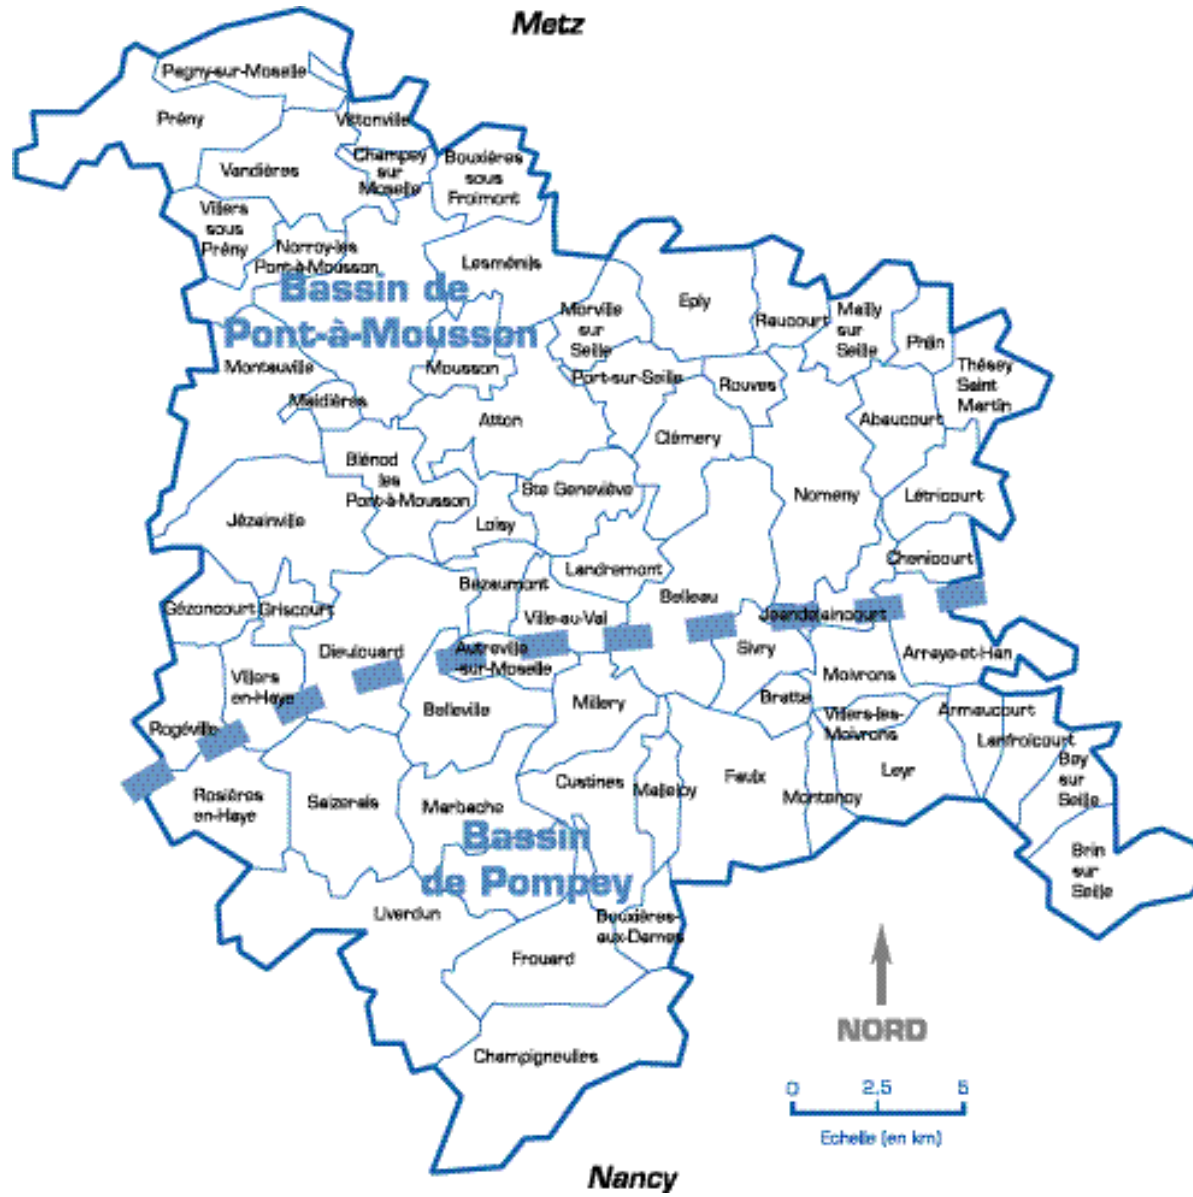 Metz
Pagny-sur-Moselle
Prény
Vittonville
Vandières
Champey
sur
Moselle
Bouxières
sous
Froimont
Villers
sous
Prény
Norroy-les
Pont-à-Mousson
Lesménils
Bassin de
Pont-à-Mousson
Morville
sur
Seille
Eply
Raucourt
Mailly
sur
Seille
Phlin
Thésey
Saint
Martin
Montauville
Mousson
Port-sur-Seille
Rouves
Maidières
Atton
Abaucourt
Clémery
Blénod
les
Pont-à-Mousson
Ste Geneviève
Nomeny
Létricourt
Jézainville
Loisy
Chenicourt
Landremont
Bezaumont
Belleau
Gézoncourt
Griscourt
Ville-au-Val
Jeandelaincourt
Dieulouard
Autreville
-sur-Moselle
Sivry
Arraye-et-Han
Villers
en-Haye
Moivrons
Bratte
Belleville
Millery
Villers-les-
Moivrons
Armaucourt
Rogéville
Lanfroicourt
Bey
sur
Seille
Leyr
Faulx
Custines
Malleloy
Montenoy
Rosières
en-Haye
Saizerais
Marbache
Bassin
de Pompey
Brin
sur
Seille
Liverdun
Bouxières-
aux-Dames
Frouard
NORD
Champigneulles
0 2,5 5
Echelle (en km)
Nancy